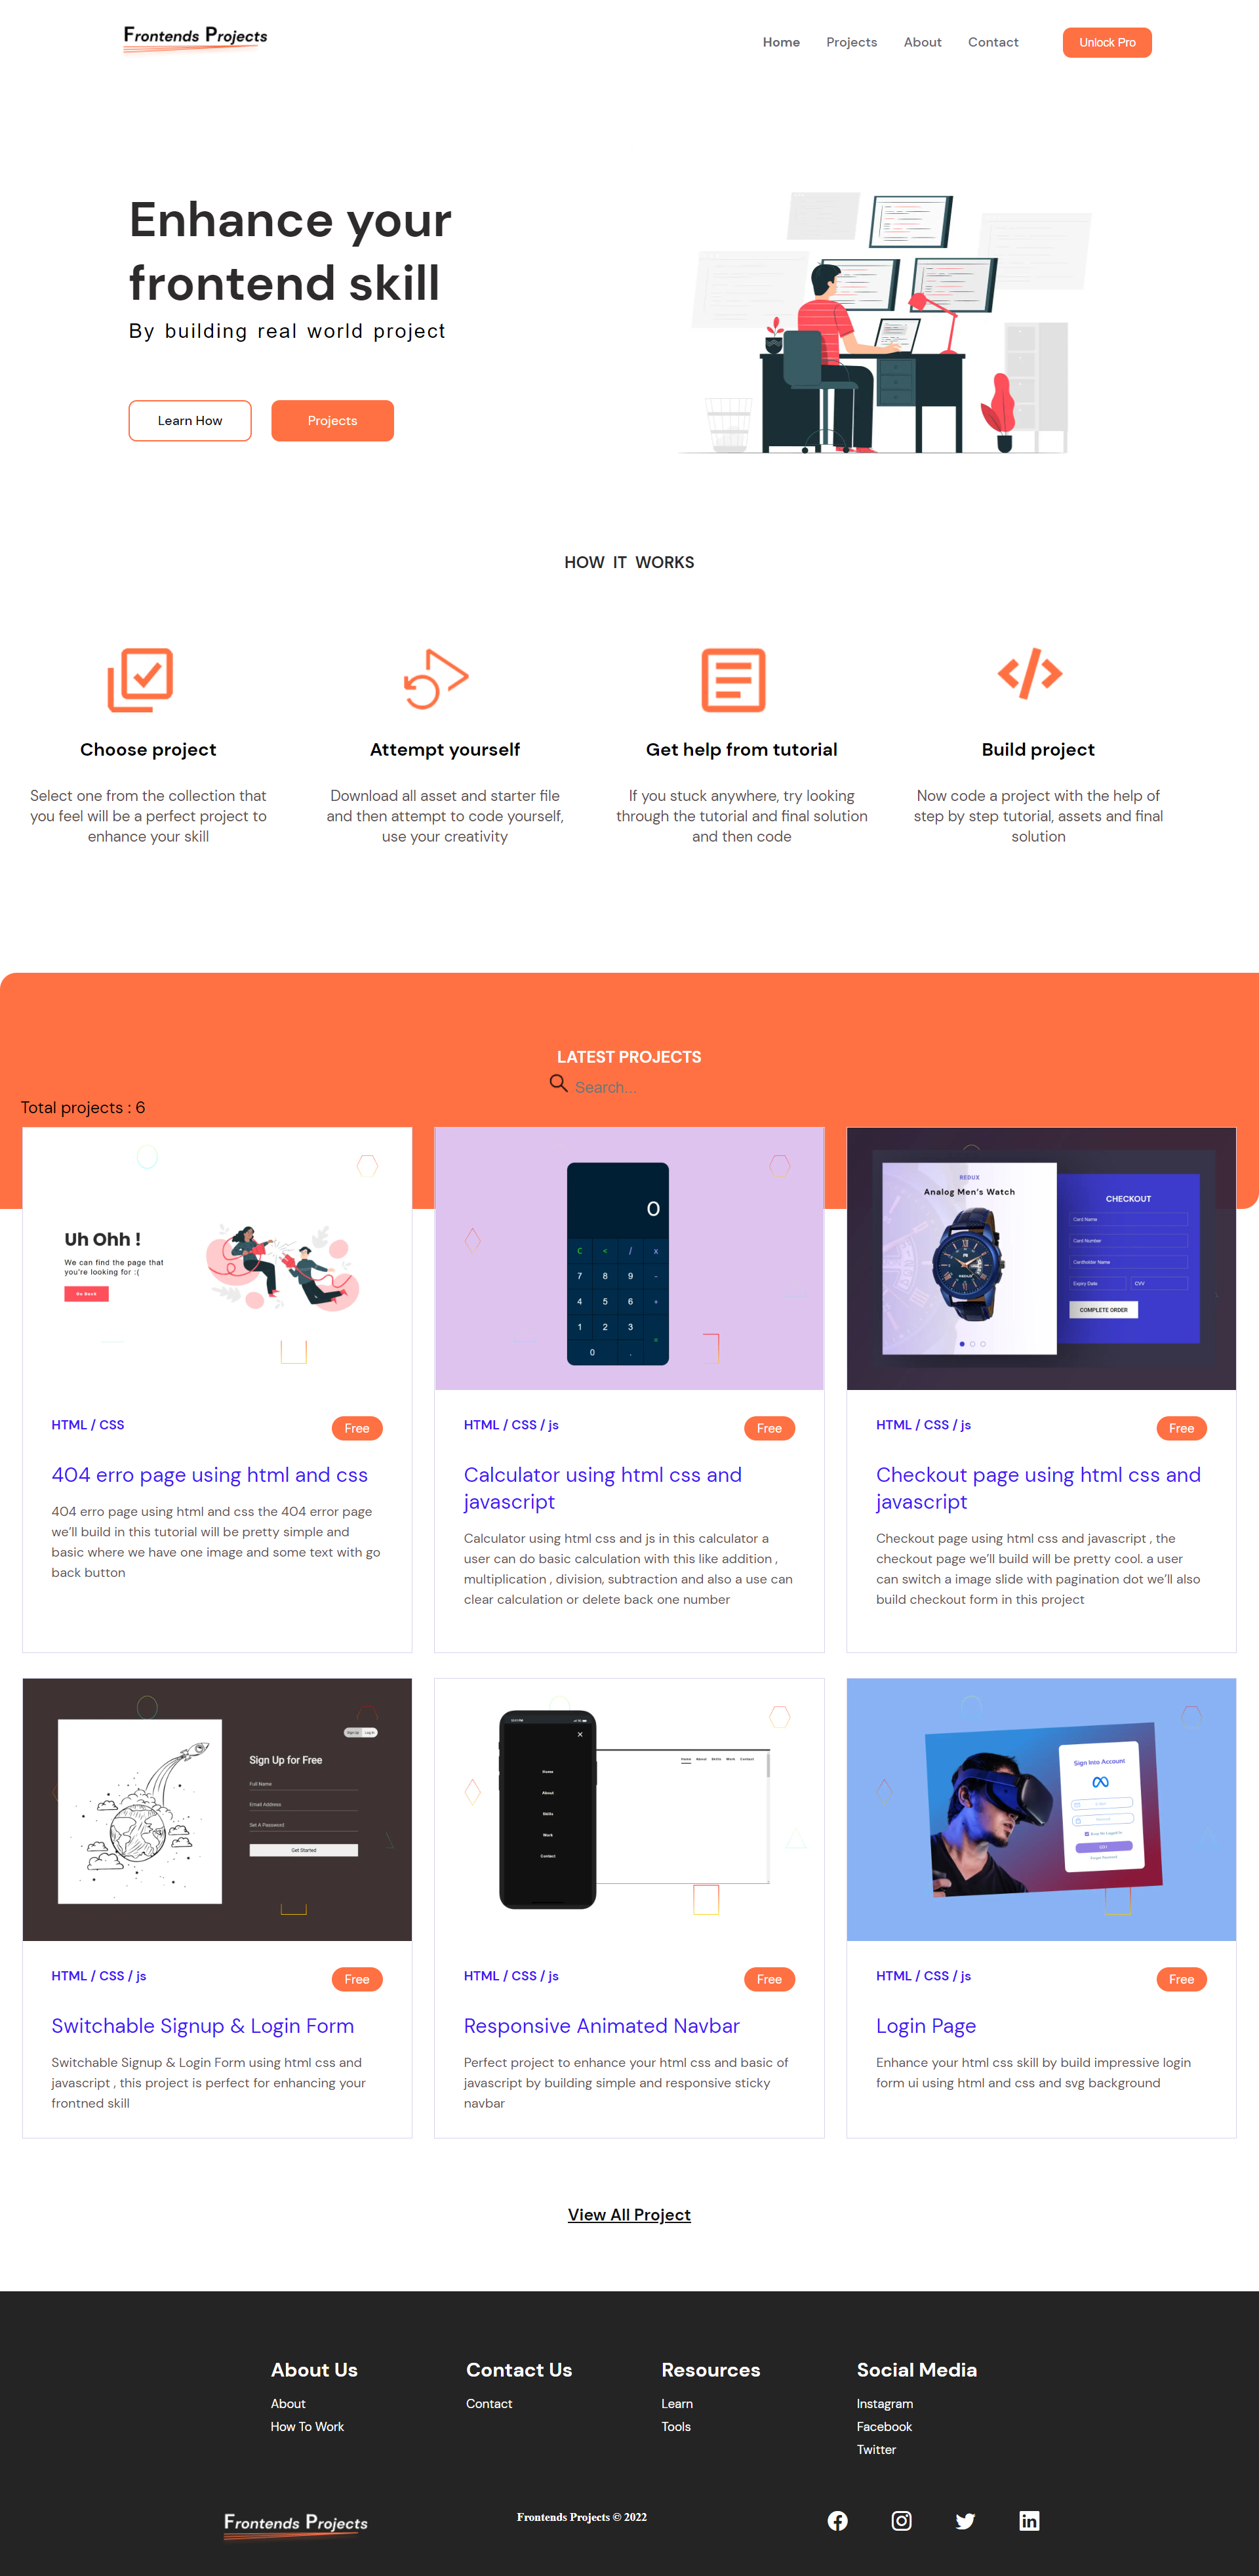 Frontends Projects
Home
Projects
About
Contact
Unlock Pro
Enhance your
frontend skill
By building real world project
Learn How
Projects
HOW IT WORKS
Choose project
Select one from the collection that
you feel will be a perfect project to
enhance your skill
Attempt yourself
Download all asset and starter file
and then attempt to code yourself,
use your creativity
Get help from tutorial
If you stuck anywhere, try looking
through the tutorial and final solution
and then code
Build project
Now code a project with the help of
step by step tutorial, assets and final
solution
LATEST PROJECTS
Search...
Total projects : 6
Uh Ohh !
We can find the page that
you're looking for :(
Go Back
HTML / CSS
Free
404 erro page using html and css
404 erro page using html and css the 404 error page
we'll build in this tutorial will be pretty simple and
basic where we have one image and some text with go
back button
0
C < / x
7 8 9 -
4 5 6 +
1 2 3 =
0 .
HTML / CSS / js
Free
Calculator using html css and
javascript
Calculator using html css and js in this calculator a
user can do basic calculation with this like addition ,
multiplication , division, subtraction and also a use can
clear calculation or delete back one number
REDUX
Analog Men's Watch
CHECKOUT
Card Name
Card Number
Cardholder Name
Expiry Date
CVV
COMPLETE ORDER
HTML / CSS / js
Free
Checkout page using html css and
javascript
Checkout page using html css and javascript , the
checkout page we'll build will be pretty cool. a user
can switch a image slide with pagination dot we'll also
build checkout form in this project
Sign Up
Log In
Sign Up for Free
Full Name
Email Address
Set A Password
Get Started
HTML / CSS / js
Free
Switchable Signup & Login Form
Switchable Signup & Login Form using html css and
javascript , this project is perfect for enhancing your
frontned skill
Home
About
Skills
Work
Contact
Home
About
Skills
Work
Contact
HTML / CSS / js
Free
Responsive Animated Navbar
Perfect project to enhance your html css and basic of
javascript by building simple and responsive sticky
navbar
Sign Into Account
Keep Me Logged In
Forgot Password
HTML / CSS / js
Free
Login Page
Enhance your html css skill by build impressive login
form ui using html and css and svg background
View All Project
About Us
About
How To Work
Contact Us
Contact
Resources
Learn
Tools
Social Media
Instagram
Facebook
Twitter
Frontends Projects
Frontends Projects © 2022